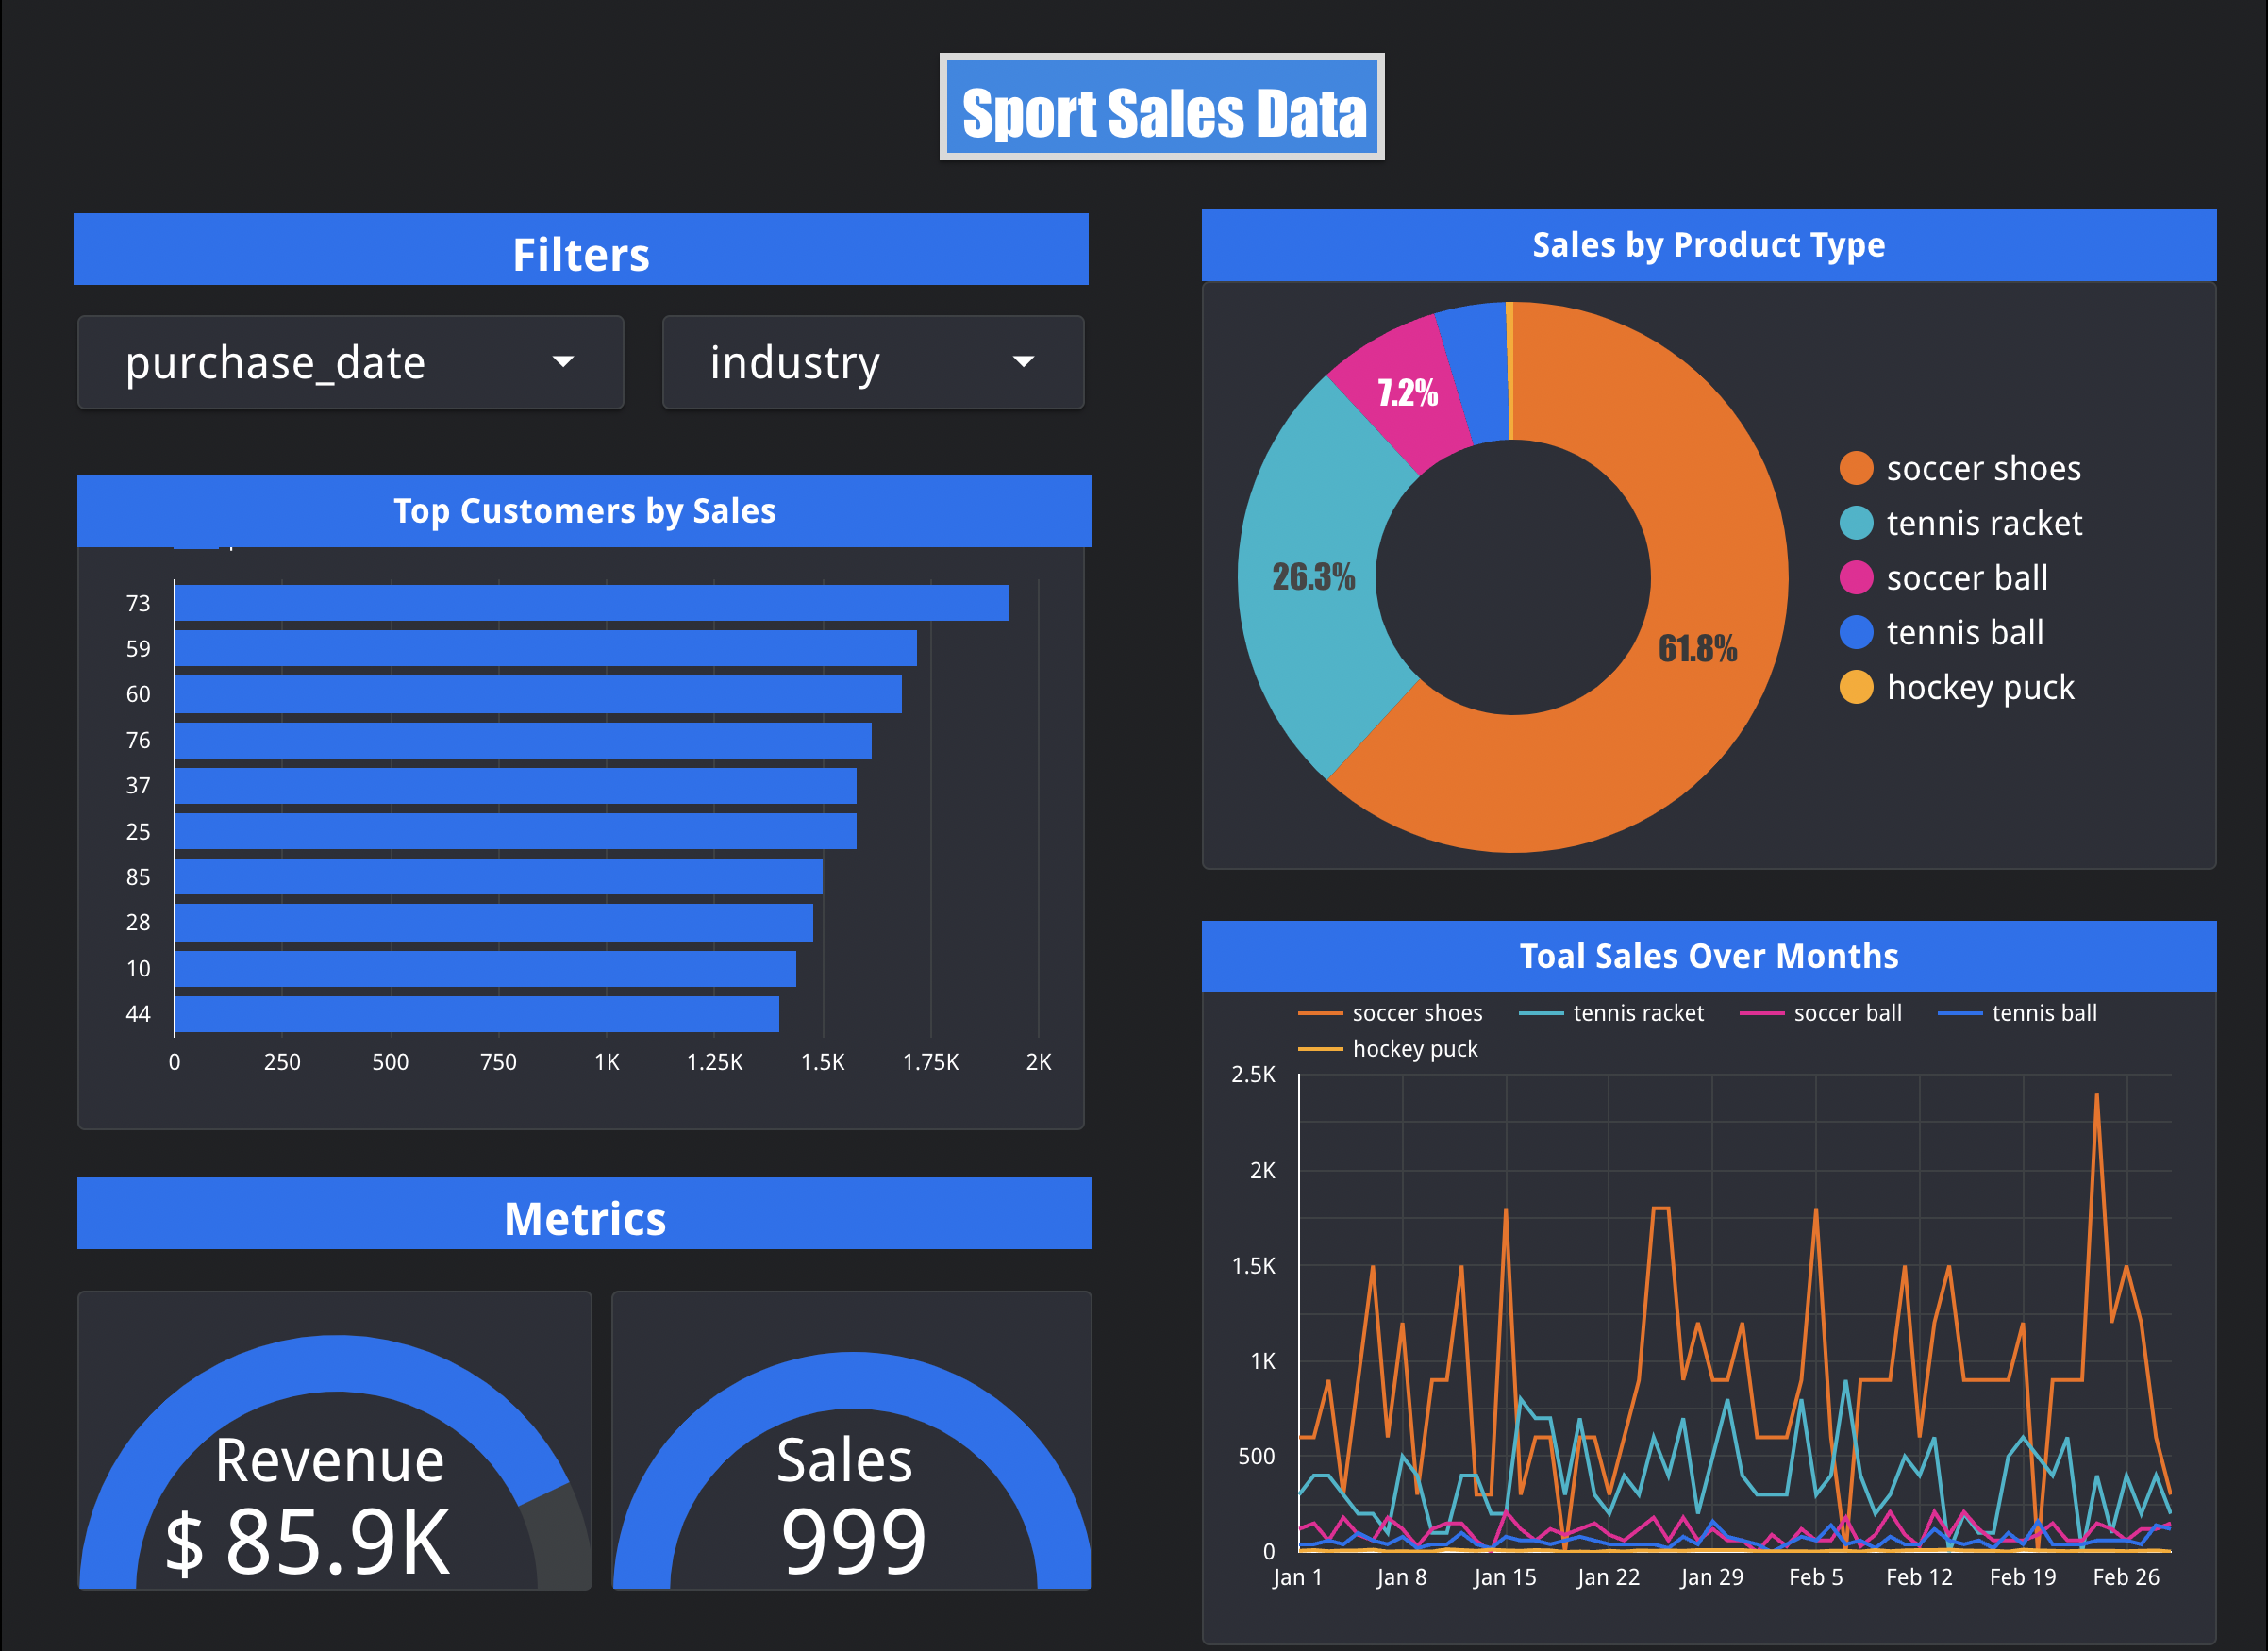 Sport Sales Data
Filters
purchase_date
industry
Top Customers by Sales
73
59
60
76
37
25
85
28
10
44
0 250 500 750 1K 1.25K 1.5K 1.75K 2K
Metrics
Revenue
$ 85.9K
Sales
999
Sales by Product Type
7.2%
26.3%
61.8%
soccer shoes
tennis racket
soccer ball
tennis ball
hockey puck
Toal Sales Over Months
soccer shoes tennis racket soccer ball tennis ball
hockey puck
2.5K
2K
1.5K
1K
500
0
Jan 1 Jan 8 Jan 15 Jan 22 Jan 29 Feb 5 Feb 12 Feb 19 Feb 26